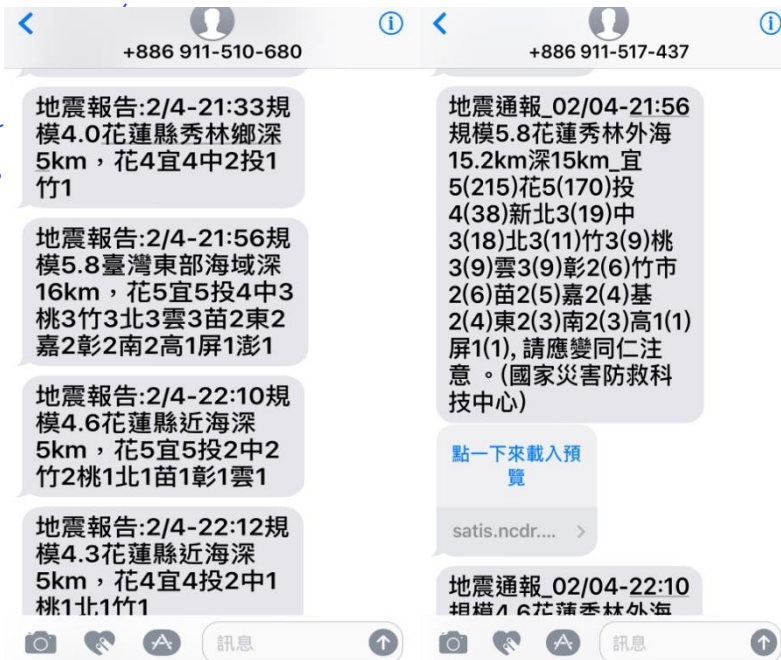 +886 911-510-680
地震報告:2/4-21:33規
模4.0花蓮縣秀林鄉深
5km，花4宜4中2投1
竹1
地震報告:2/4-21:56規
模5.8臺灣東部海域深
16km，花5宜5投4中3
桃3竹3北3雲3苗2東2
嘉2彰2南2高1屏1澎1
地震報告:2/4-22:10規
模4.6花蓮縣近海深
5km，花5宜5投2中2
竹2桃1北1苗1彰1雲1
地震報告:2/4-22:12規
模4.3花蓮縣近海深
5km，花4宜4投2中1
桃1北1竹1
訊息
+886 911-517-437
地震通報_02/04-21:56
規模5.8花蓮秀林外海
15.2km深15km_宜
5(215)花5(170)投
4(38)新北3(19)中
3(18)北3(11)竹3(9)桃
3(9)雲3(9)彰2(6)竹市
2(6)苗2(5)嘉2(4)基
2(4)東2(3)南2(3)高1(1)
屏1(1), 請應變同仁注
意 。(國家災害防救科
技中心)
點一下來載入預
覽
satis.ncdr....
地震通報_02/04-22:10
規模4.6花蓮秀林外海
訊息